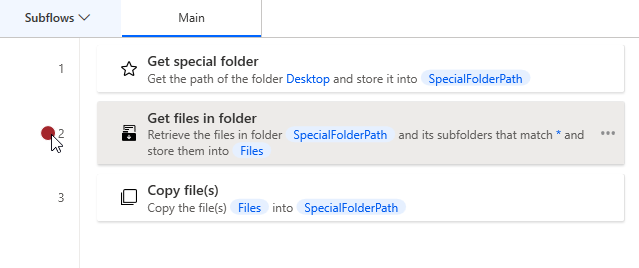 Subflows Main
1 Get special folder
Get the path of the folder Desktop and store it into SpecialFolderPath
Get files in folder
2 Retrieve the files in folder SpecialFolderPath and its subfolders that match * and
store them into Files
3 Copy file(s)
Copy the file(s) Files into SpecialFolderPath